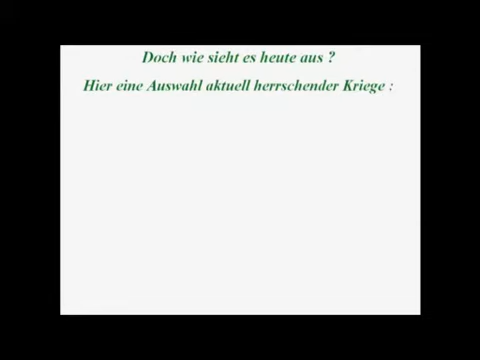 Doch wie sieht es heute aus ?
Hier eine Auswahl aktuell herrschender Kriege :